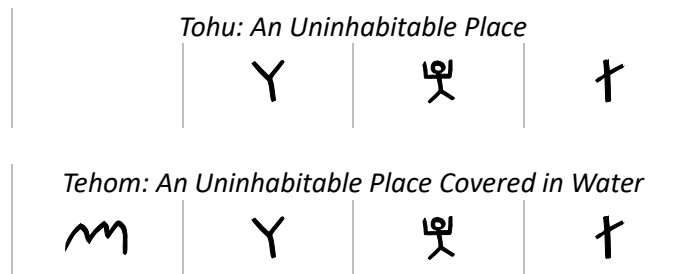 Tohu: An Uninhabitable Place
𐤕 𐤄 𐤅
Tehom: An Uninhabitable Place Covered in Water
𐤕 𐤄 𐤅 𐤌